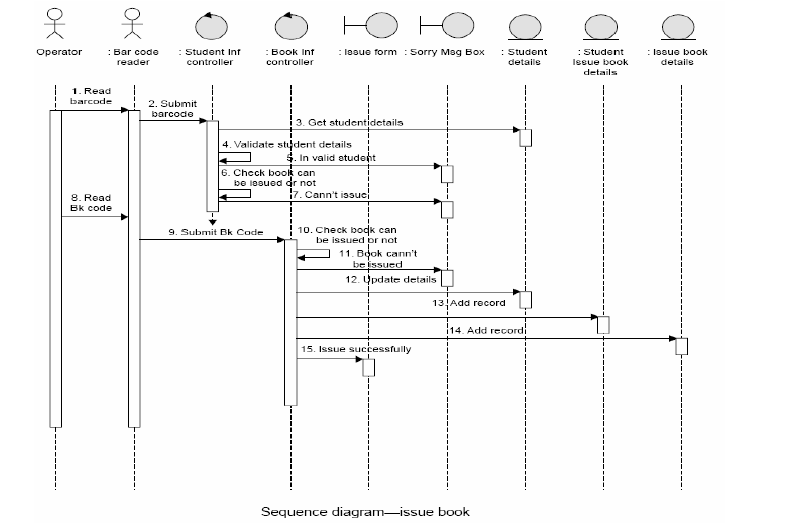 Operator
: Bar code
reader
: Student Inf
controller
: Book Inf
controller
: Issue form
: Sorry Msg Box
: Student
details
: Student
Issue book
details
: Issue book
details
1. Read
barcode
2. Submit
barcode
3. Get student details
4. Validate student details
5. In valid student
6. Check book can
be issued or not
7. Cann't issue
8. Read
Bk code
9. Submit Bk Code
10. Check book can
be issued or not
11. Book cann't
be issued
12. Update details
13. Add record
14. Add record
15. Issue successfully
Sequence diagram—issue book